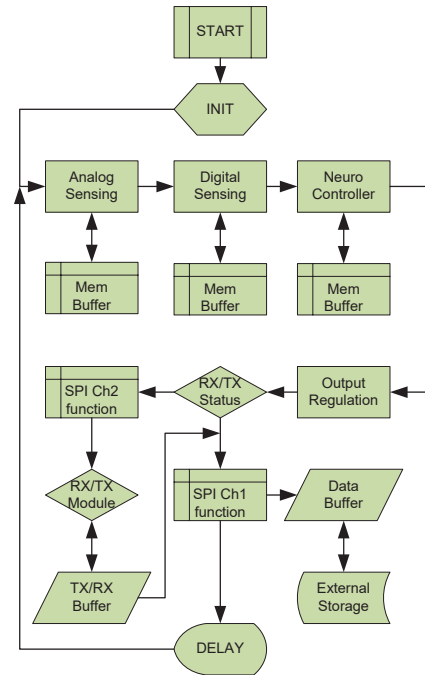 START
INIT
Analog
Sensing
Digital
Sensing
Neuro
Controller
Mem
Buffer
Mem
Buffer
Mem
Buffer
SPI Ch2
function
RX/TX
Status
Output
Regulation
RX/TX
Module
SPI Ch1
function
Data
Buffer
TX/RX
Buffer
External
Storage
DELAY